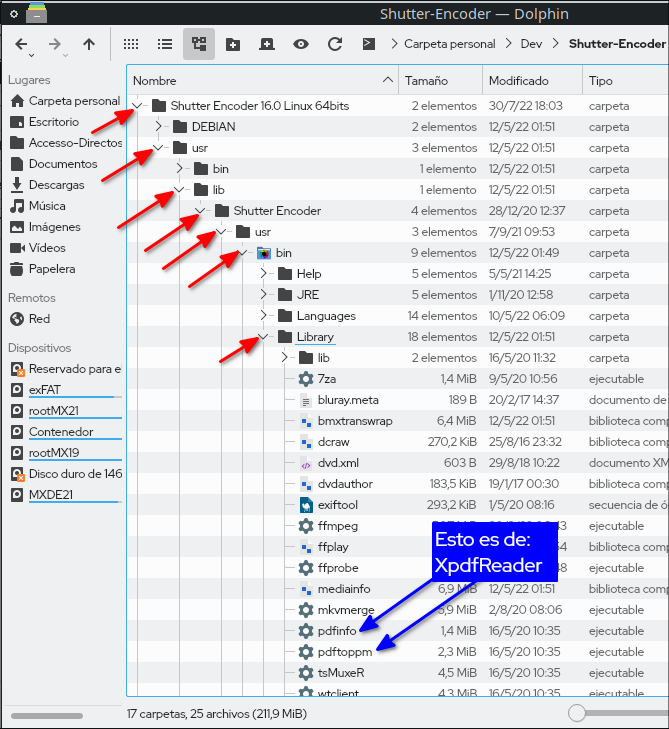 Shutter-Encoder — Dolphin
Carpeta personal > Dev > Shutter-Encoder
Lugares
Carpeta personal
Escritorio
Accesso-Directos
Documentos
Descargas
Música
Imágenes
Vídeos
Papelera
Remotos
Red
Dispositivos
Reservado para e
exFAT
rootMX21
Contenedor
rootMX19
Disco duro de 146
MXDE21
Nombre Tamaño Modificado Tipo
Shutter Encoder 16.0 Linux 64bits 2 elementos 30/7/22 18:03 carpeta
DEBIAN 2 elementos 12/5/22 01:51 carpeta
usr 3 elementos 12/5/22 01:51 carpeta
bin 1 elemento 12/5/22 01:51 carpeta
lib 1 elemento 12/5/22 01:51 carpeta
Shutter Encoder 4 elementos 28/12/20 12:37 carpeta
usr 3 elementos 7/9/21 09:53 carpeta
bin 9 elementos 12/5/22 01:49 carpeta
Help 5 elementos 5/5/21 14:25 carpeta
JRE 5 elementos 1/11/20 12:58 carpeta
Languages 14 elementos 10/5/22 06:09 carpeta
Library 18 elementos 12/5/22 01:51 carpeta
lib 2 elementos 16/5/20 11:32 carpeta
7za 1,4 MiB 9/5/20 10:56 ejecutable
bluray.meta 189 B 20/2/17 14:37 documento de
bmxtranswrap 6,4 MiB 12/5/22 01:51 biblioteca comp
dcraw 270,2 KiB 25/8/16 23:32 biblioteca comp
dvd.xml 603 B 29/8/18 10:22 documento XM
dvdauthor 183,5 KiB 19/1/17 00:30 biblioteca comp
exiftool 293,2 KiB 1/5/20 08:16 secuencia de ó
ffmpeg ejecutable
ffplay biblioteca comp
ffprobe ejecutable
mediainfo 6,9 MiB 12/5/22 01:51 biblioteca comp
mkvmerge 2/8/20 08:06 ejecutable
pdfinfo 1,4 MiB 16/5/20 10:35 ejecutable
pdftoppm 2,3 MiB 16/5/20 10:35 ejecutable
tsMuxeR 4,5 MiB 16/5/20 10:35 ejecutable
wtclient 4,3 MiB 16/5/20 10:35 ejecutable
Esto es de:
XpdfReader
17 carpetas, 25 archivos (211,9 MiB)